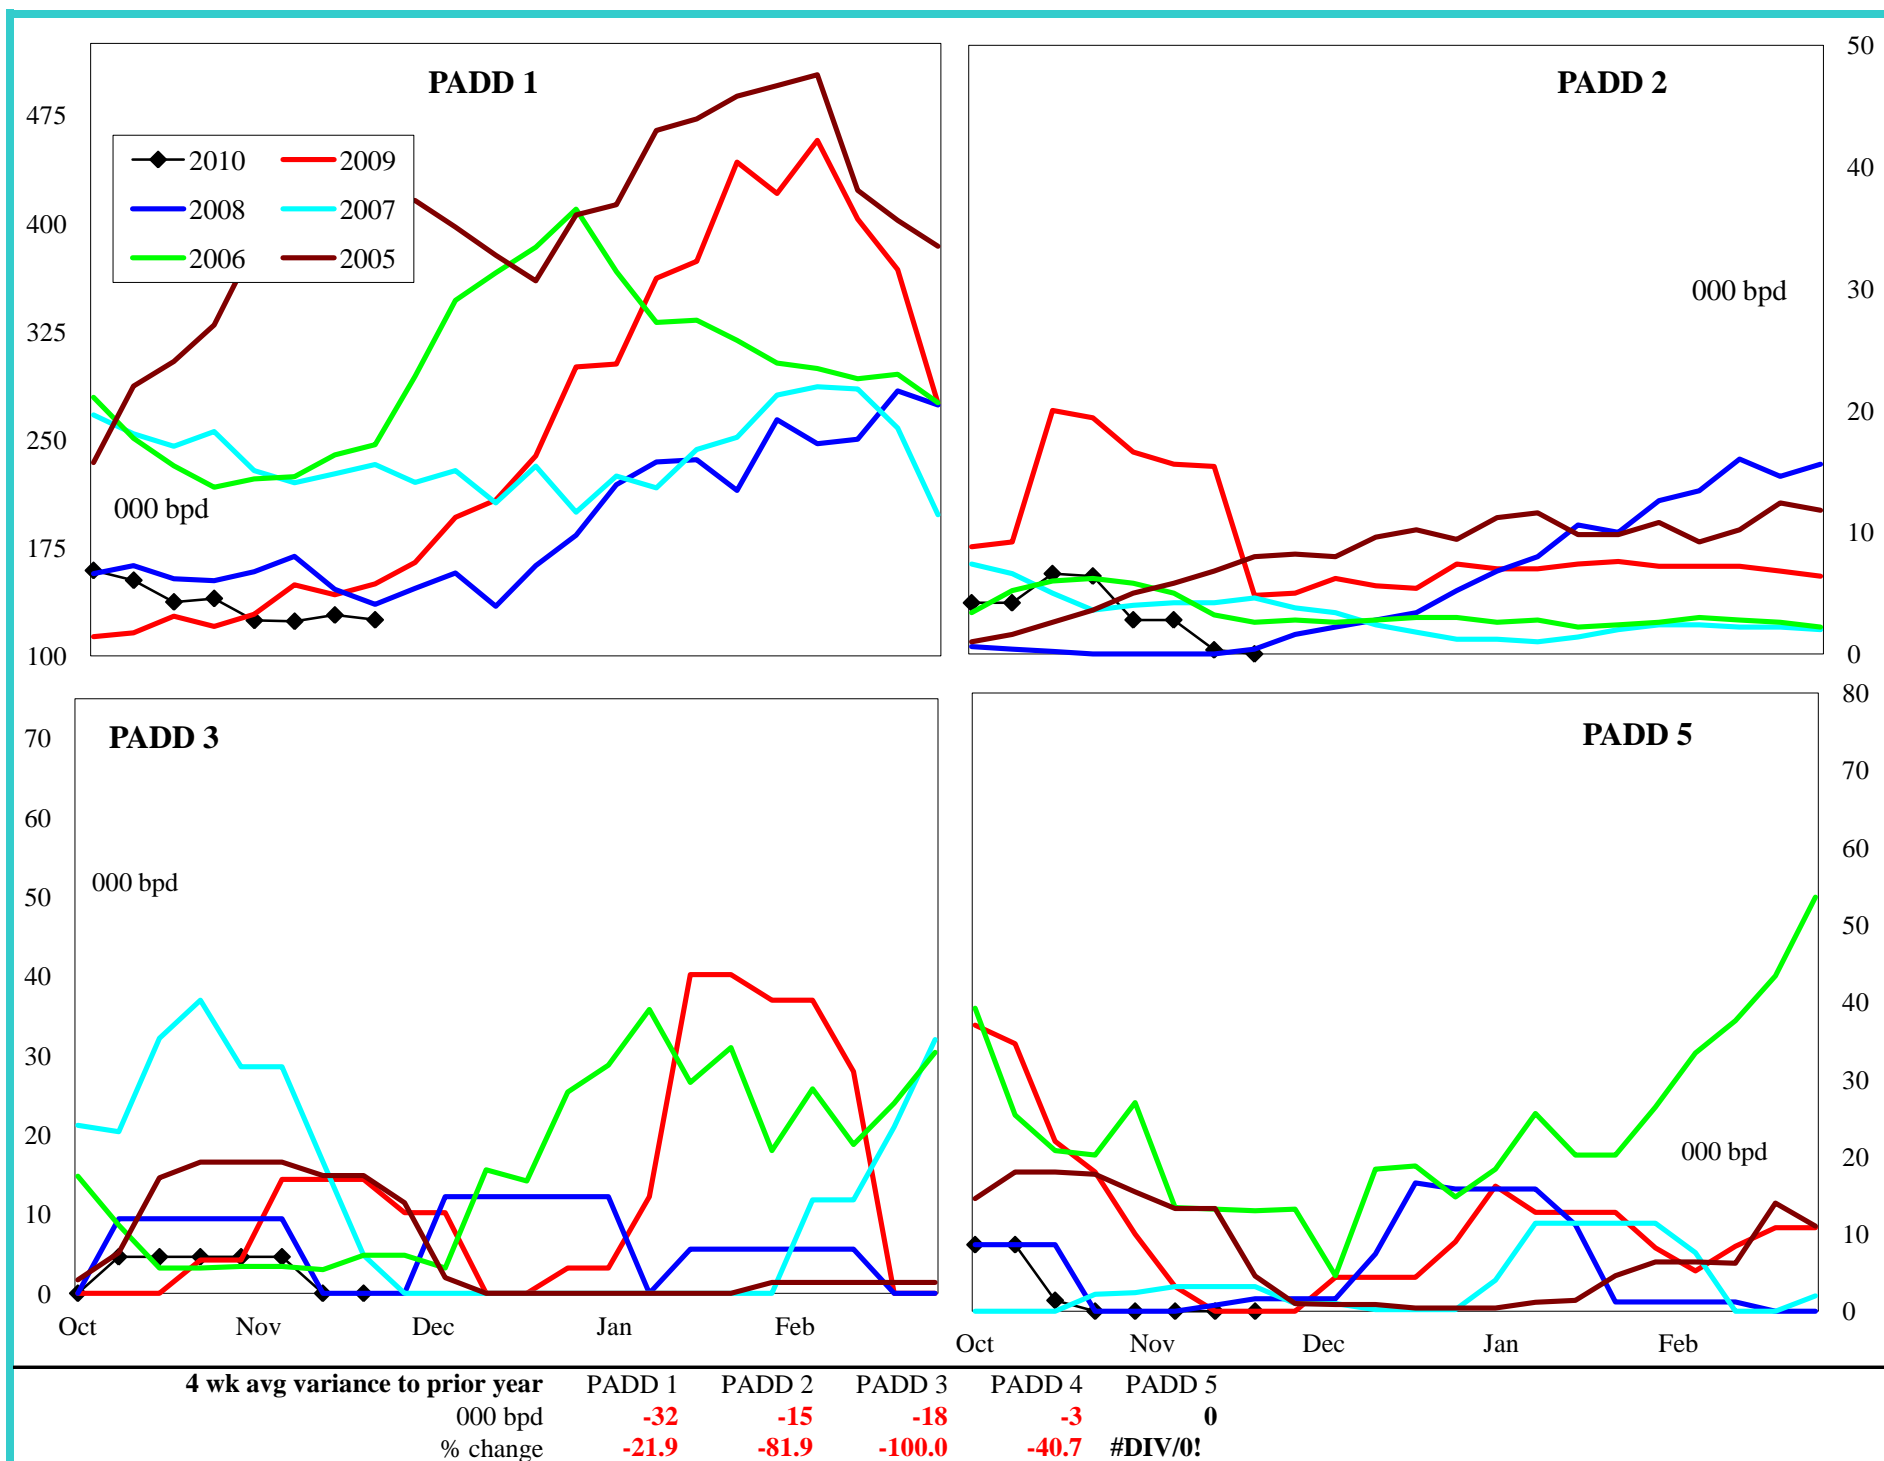 PADD 1
475
400
325
250
175
100
2010 2009
2008 2007
2006 2005
000 bpd
PADD 2
50
40
30
20
10
0
000 bpd
PADD 3
70
60
50
40
30
20
10
0
000 bpd
Oct Nov Dec Jan Feb
PADD 5
80
70
60
50
40
30
20
10
0
000 bpd
Oct Nov Dec Jan Feb
4 wk avg variance to prior year PADD 1 PADD 2 PADD 3 PADD 4 PADD 5
000 bpd -32 -15 -18 -3 0
% change -21.9 -81.9 -100.0 -40.7 #DIV/0!